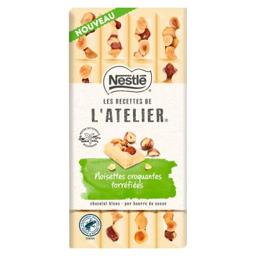 NOUVEAU
Nestlé
LES RECETTES DE
L'ATELIER®
Noisettes croquantes
torréfiées
chocolat blanc - pur beurre de cacao